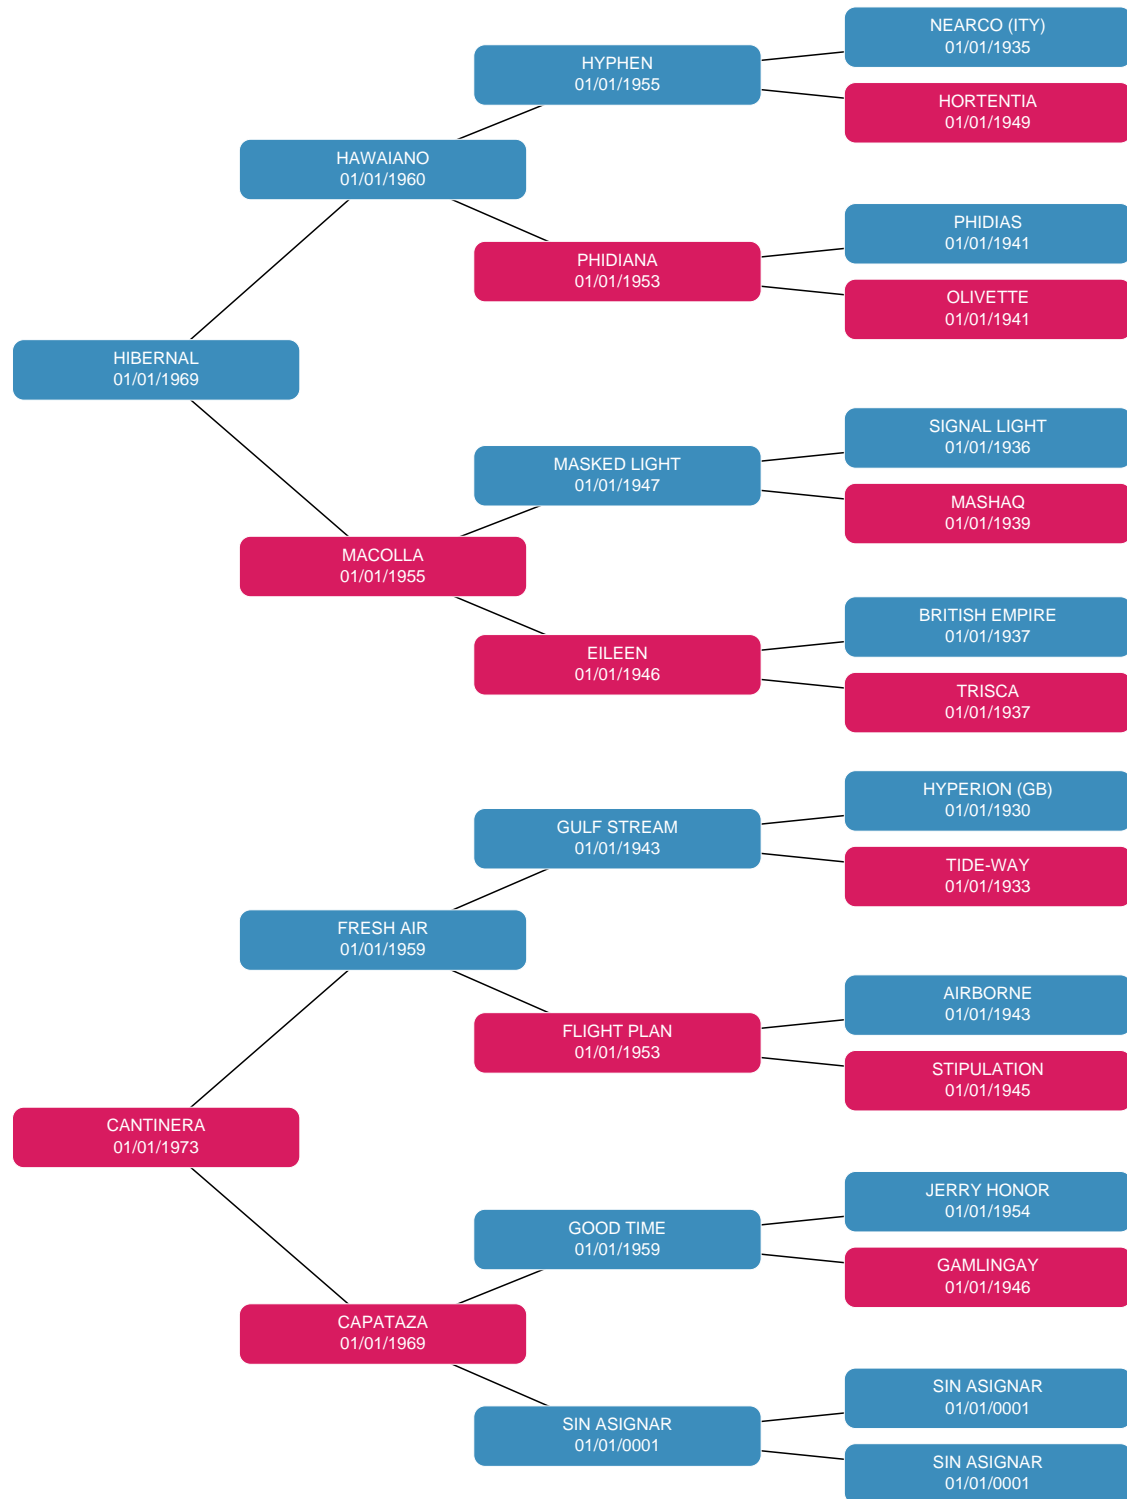 NEARCO (ITY)
01/01/1935
HYPHEN
01/01/1955
HORTENTIA
01/01/1949
HAWAIANO
01/01/1960
PHIDIAS
01/01/1941
PHIDIANA
01/01/1953
OLIVETTE
01/01/1941
HIBERNAL
01/01/1969
SIGNAL LIGHT
01/01/1936
MASKED LIGHT
01/01/1947
MASHAQ
01/01/1939
MACOLLA
01/01/1955
BRITISH EMPIRE
01/01/1937
EILEEN
01/01/1946
TRISCA
01/01/1937
HYPERION (GB)
01/01/1930
GULF STREAM
01/01/1943
TIDE-WAY
01/01/1933
FRESH AIR
01/01/1959
AIRBORNE
01/01/1943
FLIGHT PLAN
01/01/1953
STIPULATION
01/01/1945
CANTINERA
01/01/1973
JERRY HONOR
01/01/1954
GOOD TIME
01/01/1959
GAMLINGAY
01/01/1946
CAPATAZA
01/01/1969
SIN ASIGNAR
01/01/0001
SIN ASIGNAR
01/01/0001
SIN ASIGNAR
01/01/0001